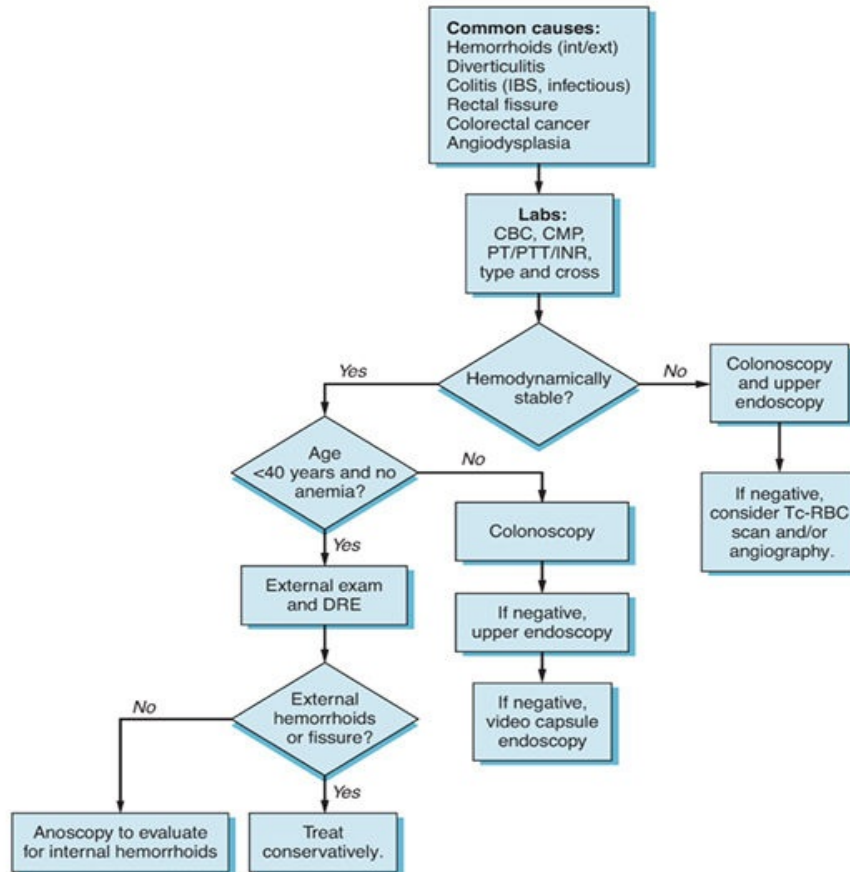 Common causes:
Hemorrhoids (int/ext)
Diverticulitis
Colitis (IBS, infectious)
Rectal fissure
Colorectal cancer
Angiodysplasia
Labs:
CBC, CMP,
PT/PTT/INR,
type and cross
Hemodynamically
stable?
Yes
No
Colonoscopy
and upper
endoscopy
If negative,
consider Tc-RBC
scan and/or
angiography.
Age
<40 years and no
anemia?
No
Yes
Colonoscopy
If negative,
upper endoscopy
If negative,
video capsule
endoscopy
External exam
and DRE
External
hemorrhoids
or fissure?
No
Yes
Anoscopy to evaluate
for internal hemorrhoids
Treat
conservatively.